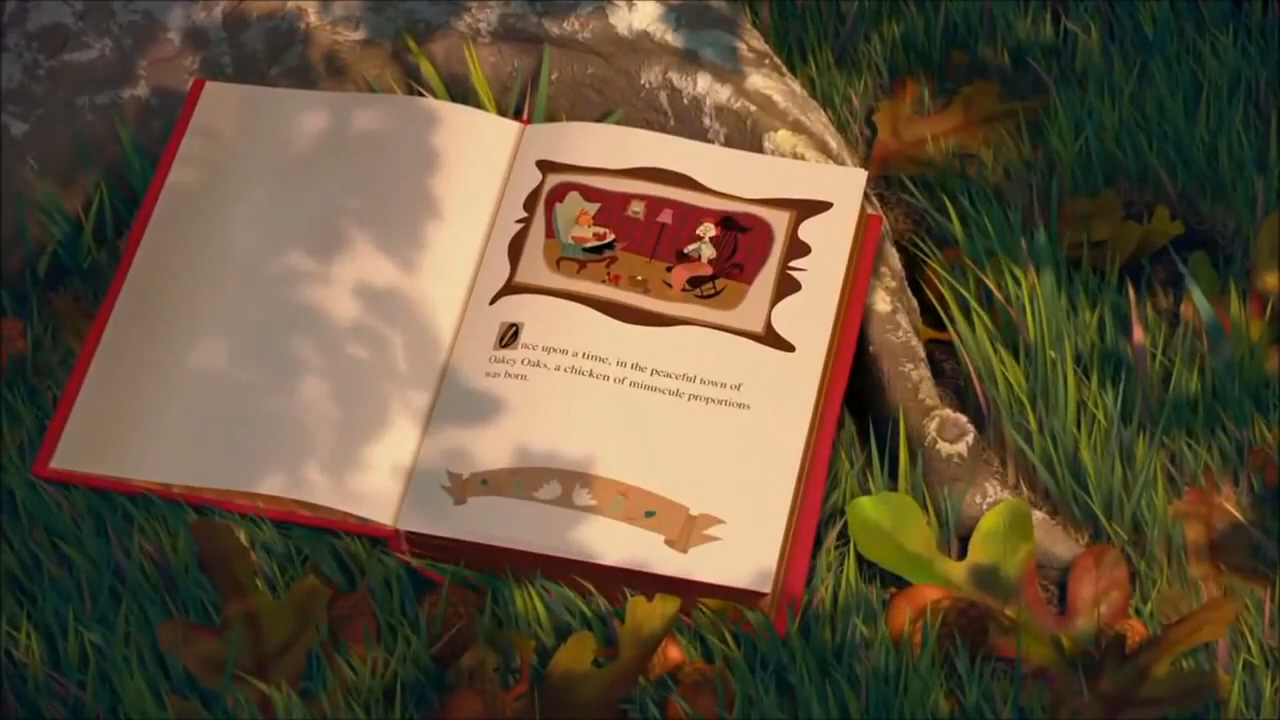 Once upon a time, in the peaceful town of
Oakey Oaks, a chicken of minuscule proportions
was born.